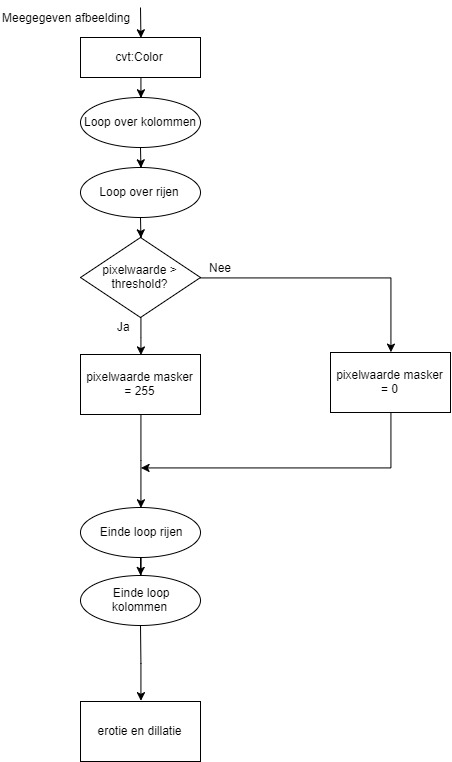 Meegegeven afbeelding
cvt:Color
Loop over kolommen
Loop over rijen
pixelwaarde >
threshold?
Nee
Ja
pixelwaarde masker
= 255
pixelwaarde masker
= 0
Einde loop rijen
Einde loop
kolommen
erotie en dillatie